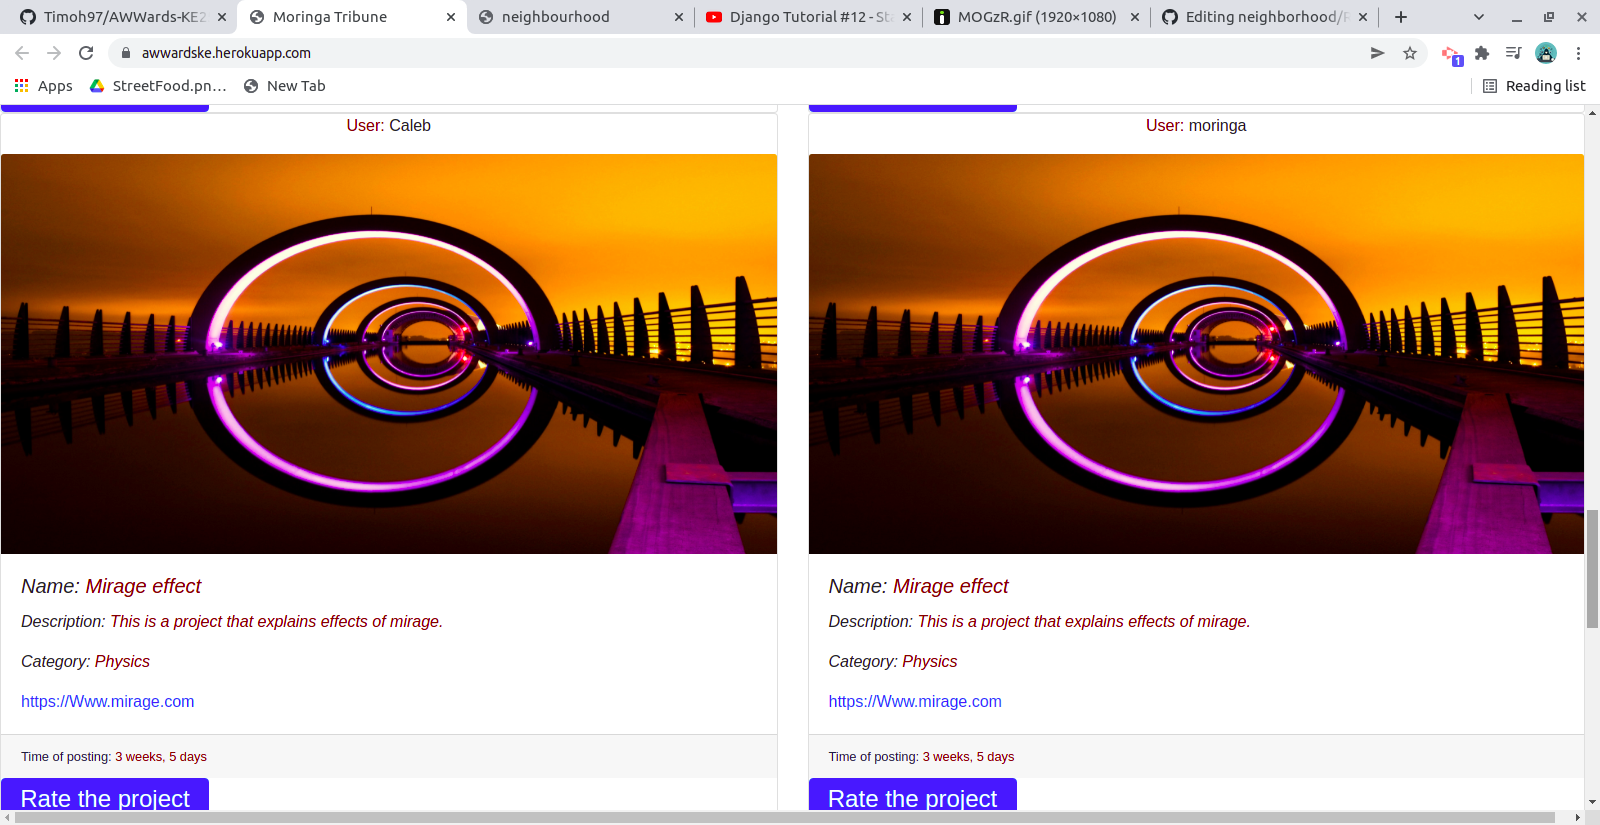 Timoh97/AWWards-KE2
Moringa Tribune
neighbourhood
Django Tutorial #12 - Sta
MOGzR.gif (1920×1080)
Editing neighborhood/R
awwardske.herokuapp.com
1
Apps
StreetFood.pn...
New Tab
Reading list
User: Caleb
User: moringa
Name: Mirage effect
Description: This is a project that explains effects of mirage.
Category: Physics
https://Www.mirage.com
Time of posting: 3 weeks, 5 days
Rate the project
Name: Mirage effect
Description: This is a project that explains effects of mirage.
Category: Physics
https://Www.mirage.com
Time of posting: 3 weeks, 5 days
Rate the project